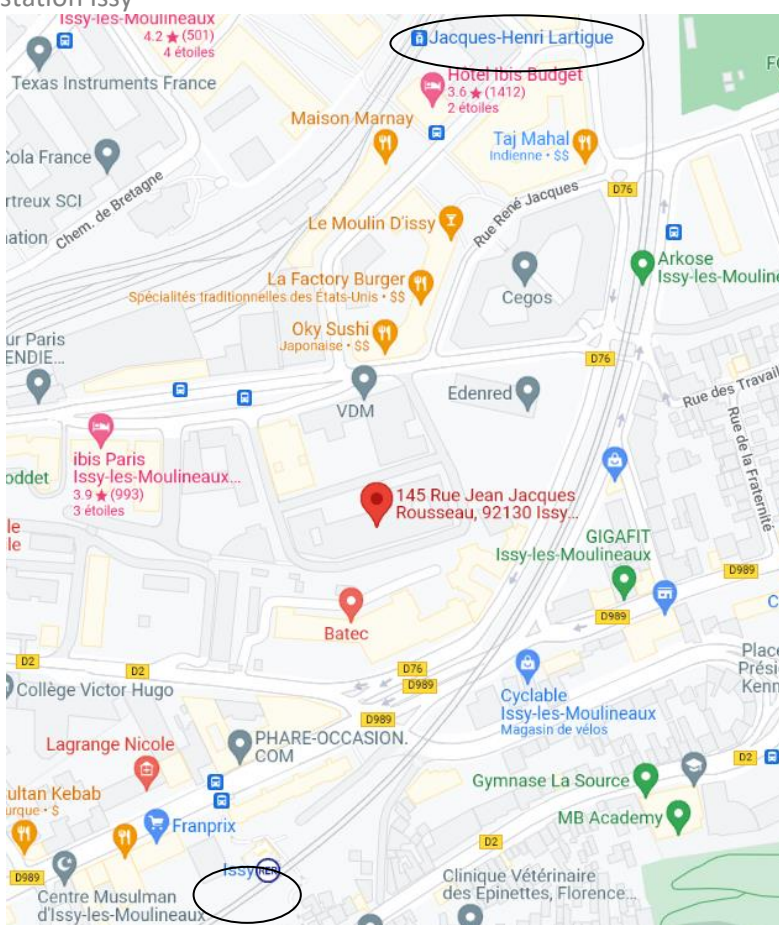 station Issy
Issy-les-Moulineaux
4.2 ★ (501)
4 étoiles
Jacques-Henri Lartigue
Texas Instruments France
Hôtel Ibis Budget
3.6 ★ (1412)
2 étoiles
Maison Marnay
Taj Mahal
Indienne • $$
Cola France
rtreux SCI
nation
Chem. de Bretagne
D76
Rue René Jacques
Le Moulin D'issy
Arkose
Issy-les-Mouline
La Factory Burger
Spécialités traditionnelles des États-Unis • $$
Cegos
Oky Sushi
Japonaise • $$
ur Paris
ENDIE...
D76
VDM
Edenred
Rue des Travail
Rue de la Fraternité
ibis Paris
Issy-les-Moulineaux...
3.9 ★ (993)
3 étoiles
oddet
145 Rue Jean Jacques
Rousseau, 92130 Issy...
le
le
GIGAFIT
Issy-les-Moulineaux
D989
D989
Batec
D2
D2
D76
D989
Place
Prési
Kenn
Collège Victor Hugo
Cyclable
Issy-les-Moulineaux
Magasin de vélos
D989
PHARE-OCCASION.
COM
Lagrange Nicole
D2
Gymnase La Source
ultan Kebab
urque • $
MB Academy
Franprix
D2
Issy RER
D989
Centre Musulman
d'Issy-les-Moulineaux
Clinique Vétérinaire
des Epinettes, Florence...